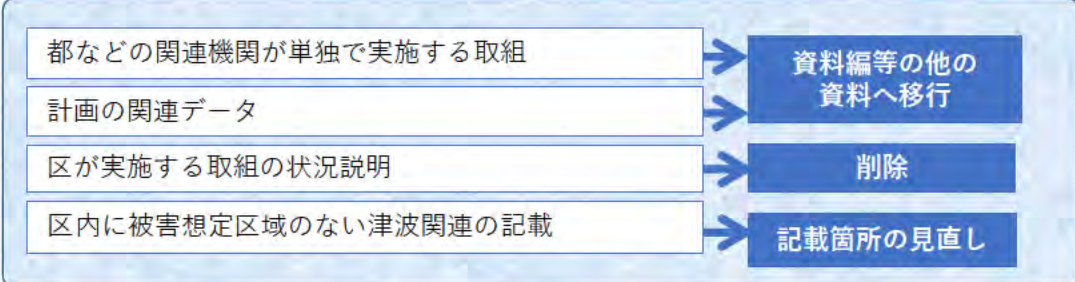 都などの関連機関が単独で実施する取組
計画の関連データ
資料編等の他の
資料へ移行
区が実施する取組の状況説明
削除
区内に被害想定区域のない津波関連の記載
記載箇所の見直し